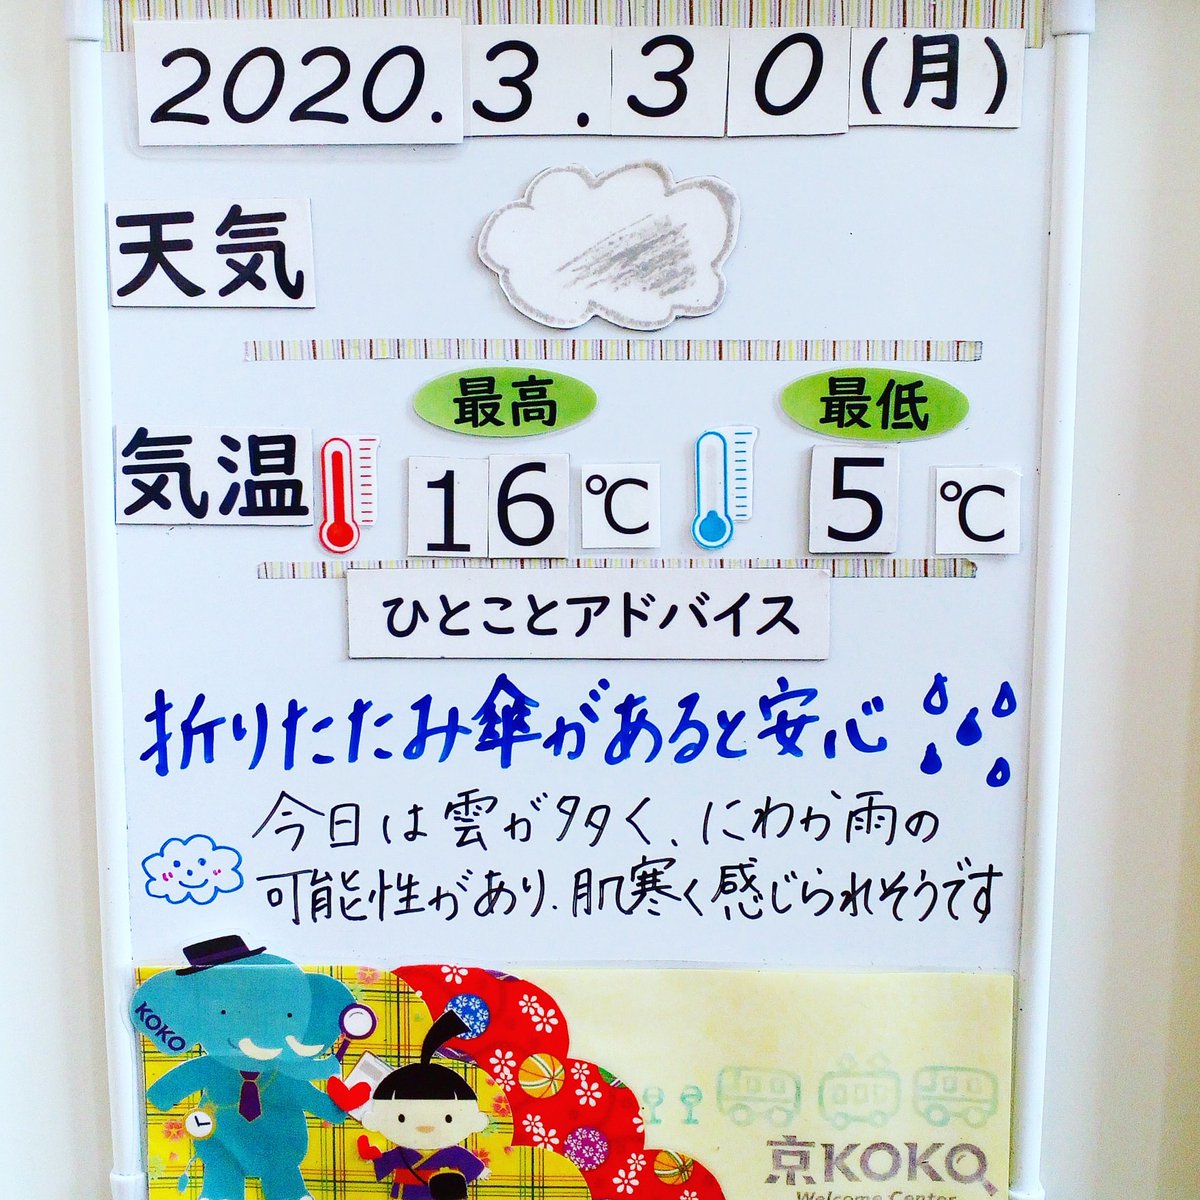 2020.3.30(月)
天気
最高 最低
気温 16℃ 5℃
ひとことアドバイス
折りたたみ傘があると安心
今日は雲が多く、にわか雨の
可能性があり、肌寒く感じられそうです
KOKO
京KOKO
Welcome Center